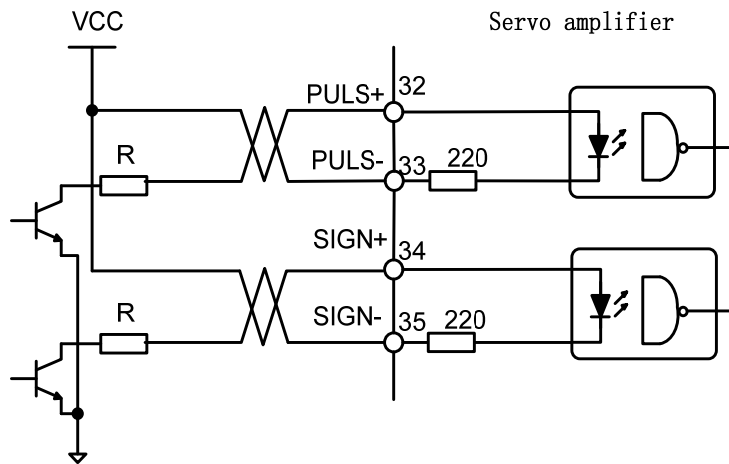 VCC
Servo amplifier
PULS+
32
R
PULS-
33
220
SIGN+
34
R
SIGN-
35
220